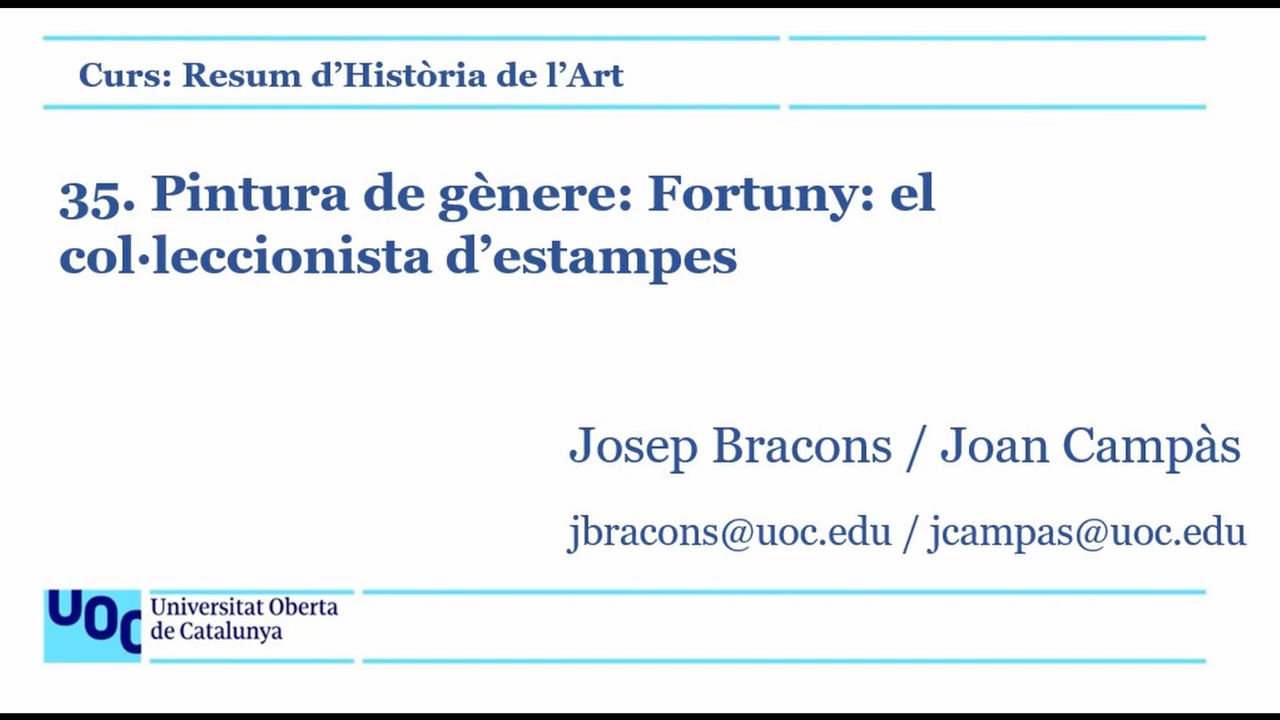 Curs: Resum d’Història de l’Art
35. Pintura de gènere: Fortuny: el
col·leccionista d’estampes
Josep Bracons / Joan Campàs
jbracons@uoc.edu / jcampas@uoc.edu
UOC
Universitat Oberta
de Catalunya